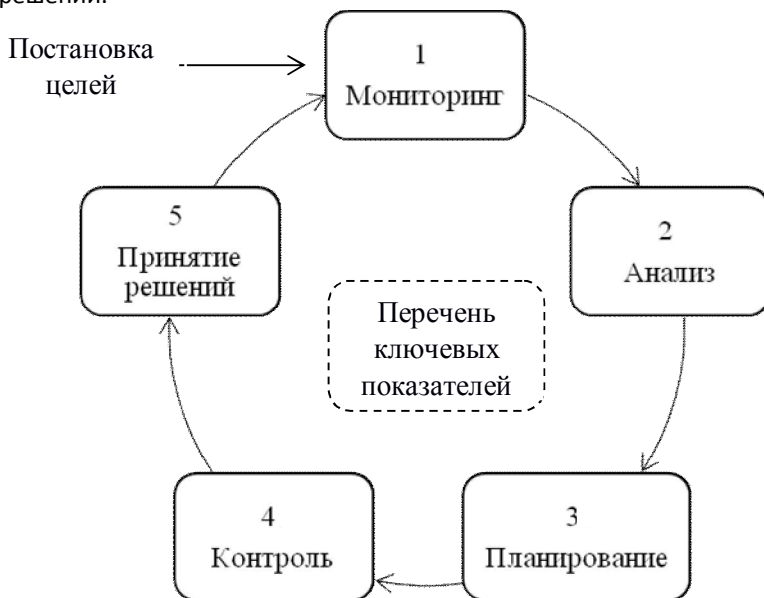 решений.
Постановка
целей
1
Мониторинг
2
Анализ
3
Планирование
4
Контроль
5
Принятие
решений
Перечень
ключевых
показателей